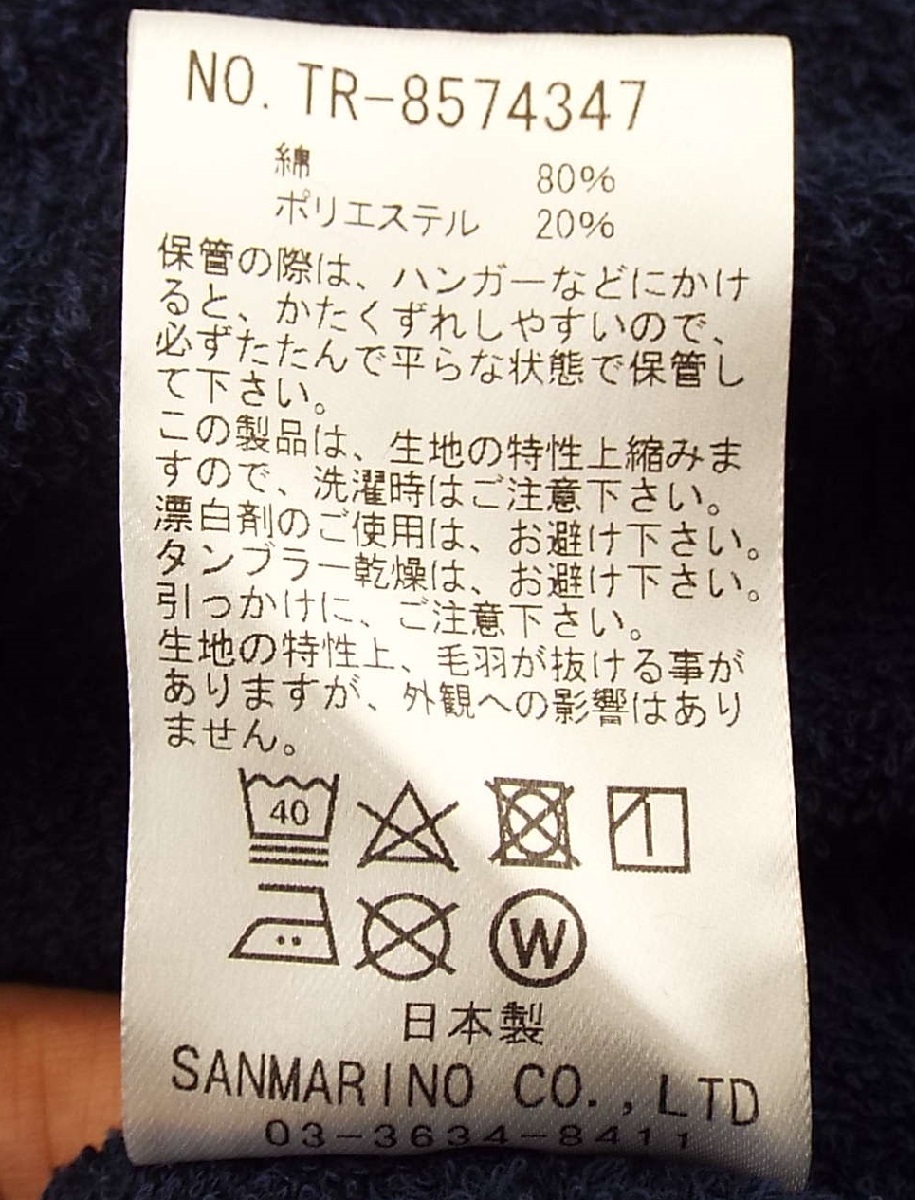 NO. TR-8574347
綿 80%
ポリエステル 20%
保管の際は、ハンガーなどにかけ
ると、かたくずれしやすいので、
必ずたたんで平らな状態で保管し
て下さい。
この製品は、生地の特性上縮みま
すので、洗濯時はご注意下さい。
漂白剤のご使用は、お避け下さい。
タンブラー乾燥は、お避け下さい。
引っかけに、ご注意下さい。
生地の特性上、毛羽が抜ける事が
ありますが、外観への影響はあり
ません。
40
W
日本製
SANMARINO CO.,LTD
03-3634-8411